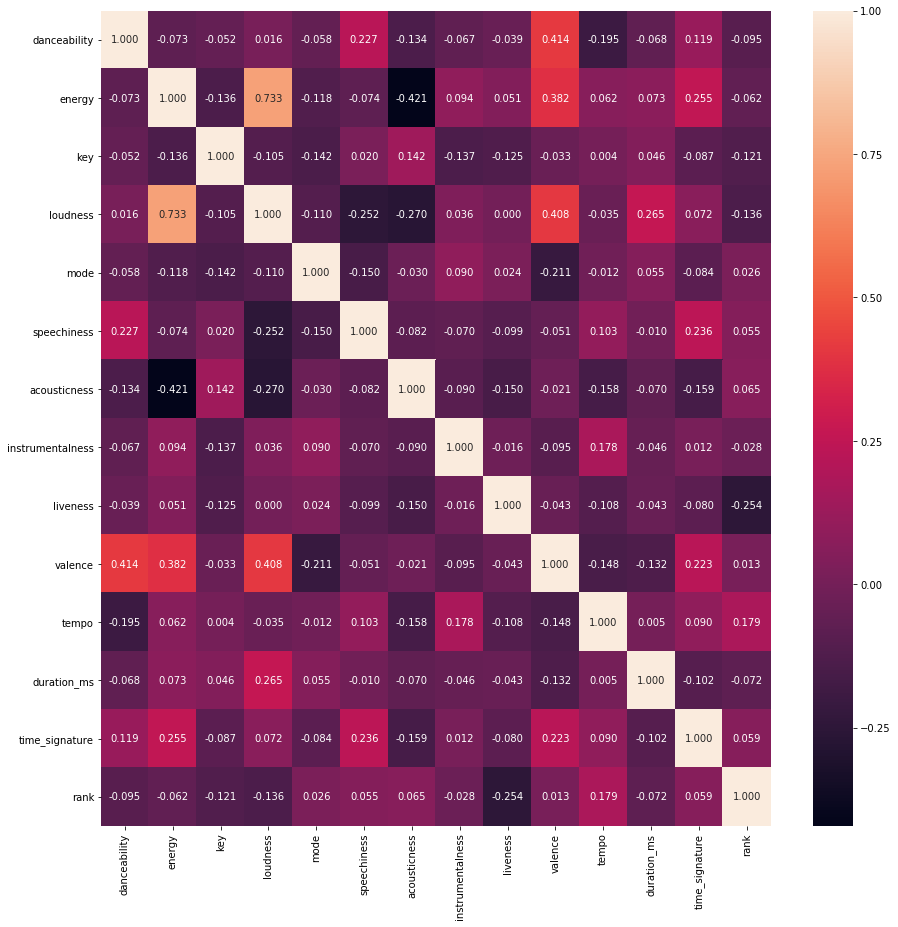 danceability 1.000 -0.073 -0.052 0.016 -0.058 0.227 -0.134 -0.067 -0.039 0.414 -0.195 -0.068 0.119 -0.095
energy -0.073 1.000 -0.136 0.733 -0.118 -0.074 -0.421 0.094 0.051 0.382 0.062 0.073 0.255 -0.062
key -0.052 -0.136 1.000 -0.105 -0.142 0.020 0.142 -0.137 -0.125 -0.033 0.004 0.046 -0.087 -0.121
loudness 0.016 0.733 -0.105 1.000 -0.110 -0.252 -0.270 0.036 0.000 0.408 -0.035 0.265 0.072 -0.136
mode -0.058 -0.118 -0.142 -0.110 1.000 -0.150 -0.030 0.090 0.024 -0.211 -0.012 0.055 -0.084 0.026
speechiness 0.227 -0.074 0.020 -0.252 -0.150 1.000 -0.082 -0.070 -0.099 -0.051 0.103 -0.010 0.236 0.055
acousticness -0.134 -0.421 0.142 -0.270 -0.030 -0.082 1.000 -0.090 -0.150 -0.021 -0.158 -0.070 -0.159 0.065
instrumentalness -0.067 0.094 -0.137 0.036 0.090 -0.070 -0.090 1.000 -0.016 -0.095 0.178 -0.046 0.012 -0.028
liveness -0.039 0.051 -0.125 0.000 0.024 -0.099 -0.150 -0.016 1.000 -0.043 -0.108 -0.043 -0.080 -0.254
valence 0.414 0.382 -0.033 0.408 -0.211 -0.051 -0.021 -0.095 -0.043 1.000 -0.148 -0.132 0.223 0.013
tempo -0.195 0.062 0.004 -0.035 -0.012 0.103 -0.158 0.178 -0.108 -0.148 1.000 0.005 0.090 0.179
duration_ms -0.068 0.073 0.046 0.265 0.055 -0.010 -0.070 -0.046 -0.043 -0.132 0.005 1.000 -0.102 -0.072
time_signature 0.119 0.255 -0.087 0.072 -0.084 0.236 -0.159 0.012 -0.080 0.223 0.090 -0.102 1.000 0.059
rank -0.095 -0.062 -0.121 -0.136 0.026 0.055 0.065 -0.028 -0.254 0.013 0.179 -0.072 0.059 1.000
danceability
energy
key
loudness
mode
speechiness
acousticness
instrumentalness
liveness
valence
tempo
duration_ms
time_signature
rank
1.00
0.75
0.50
0.25
0.00
−0.25